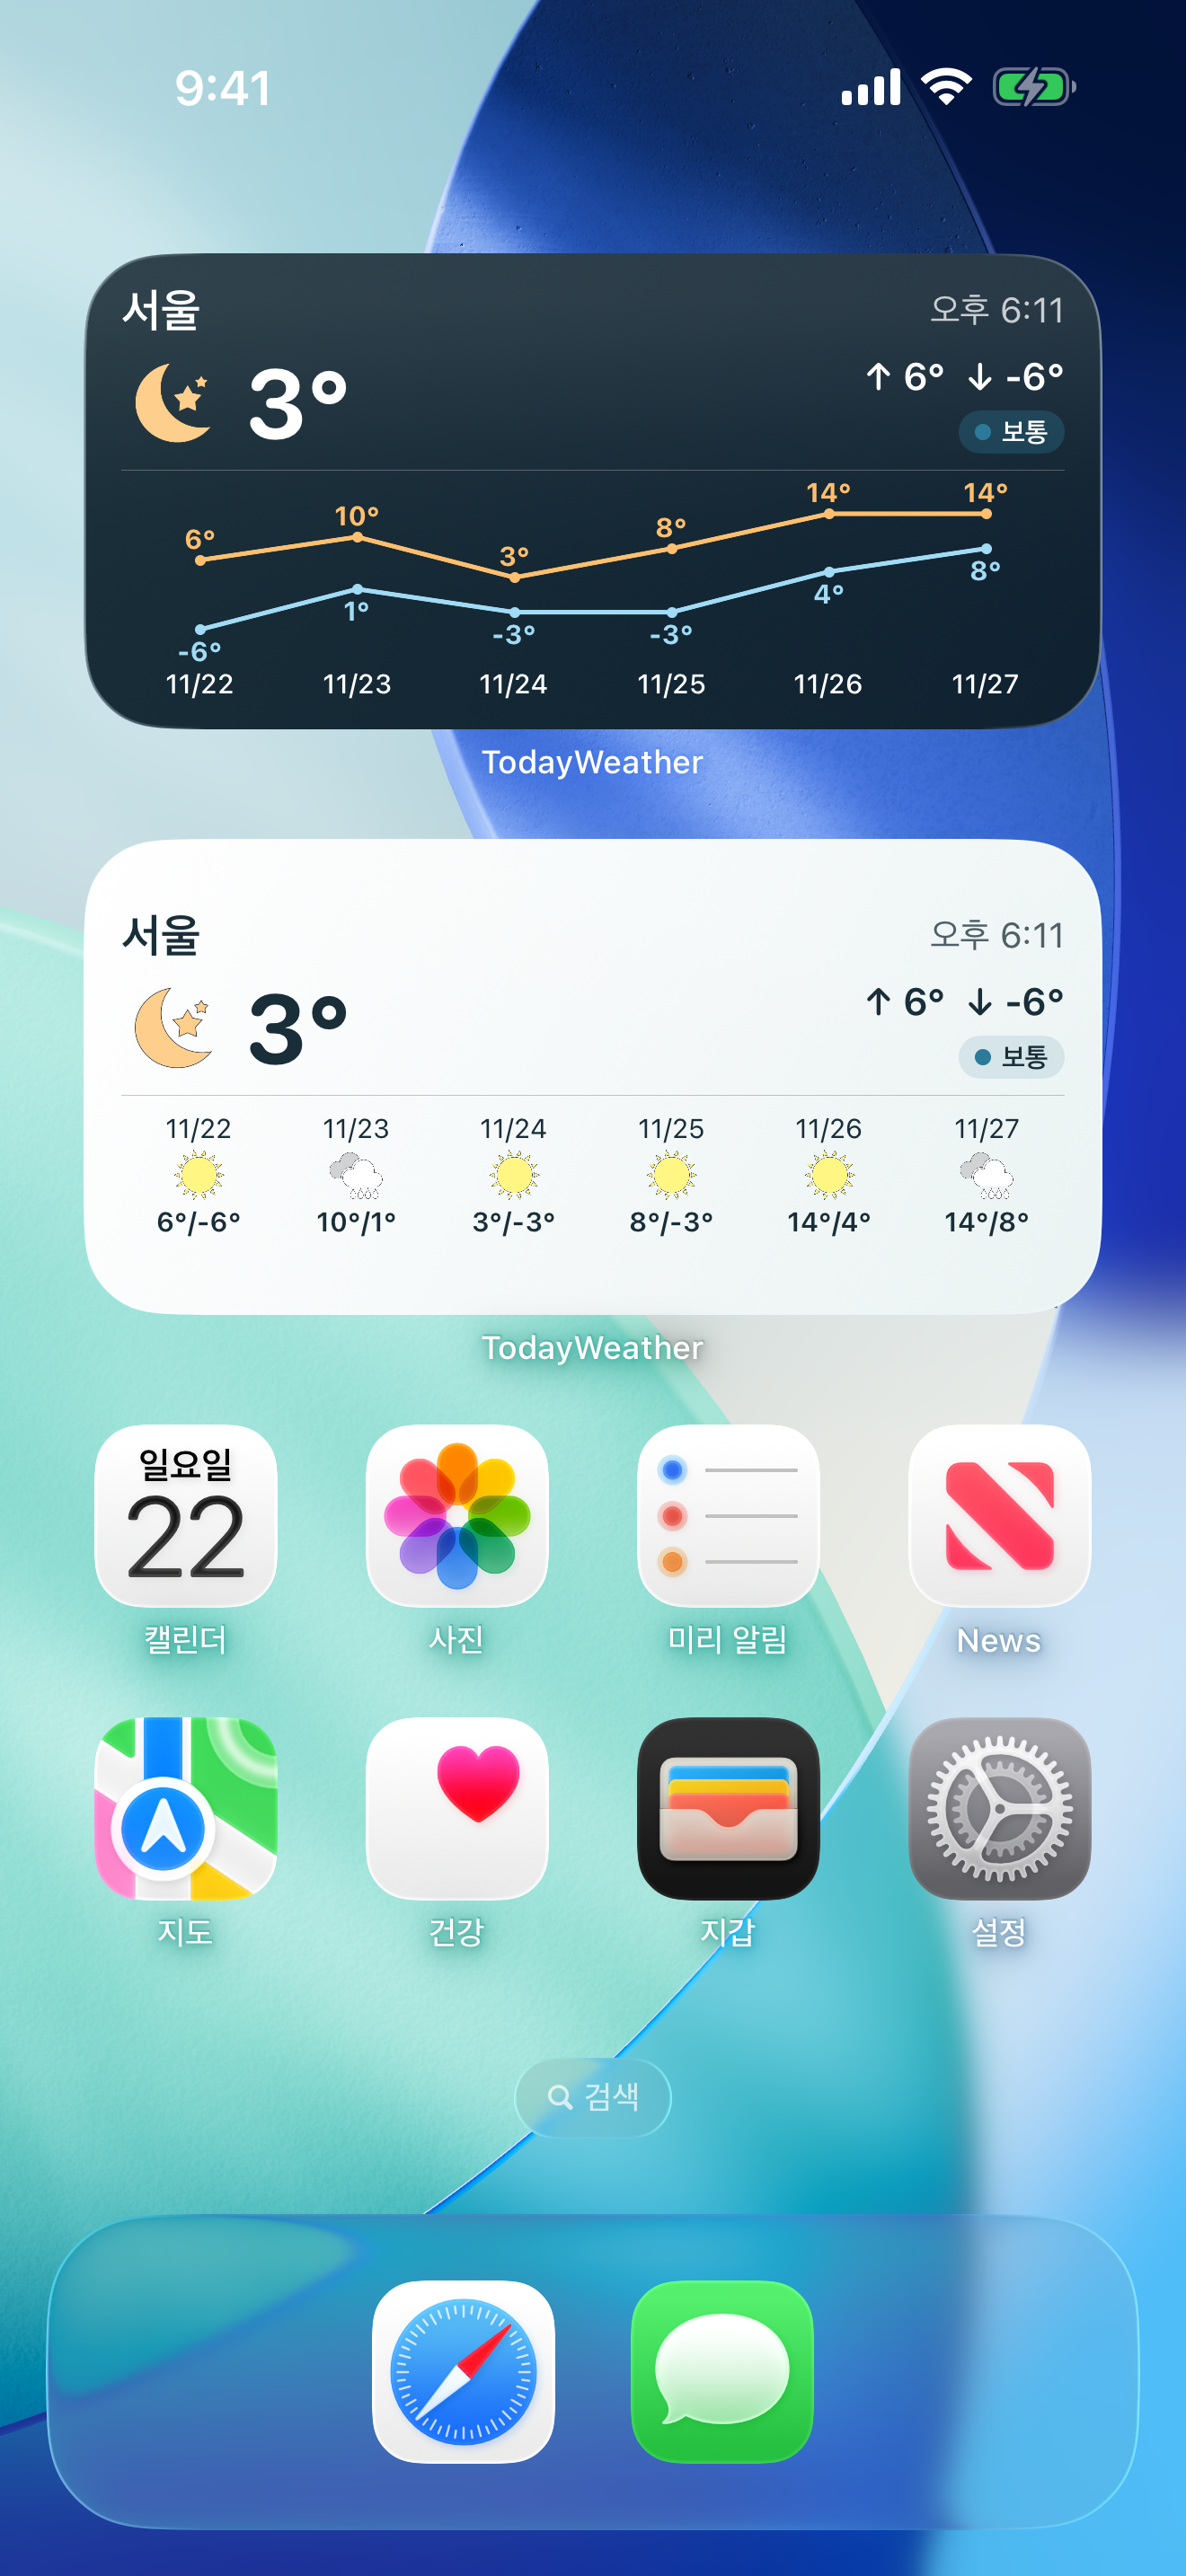 9:41
서울
오후 6:11
3°
↑ 6° ↓ -6°
보통
6° 10° 3° 8° 14° 14°
-6° 1° -3° -3° 4° 8°
11/22 11/23 11/24 11/25 11/26 11/27
TodayWeather
서울
오후 6:11
3°
↑ 6° ↓ -6°
보통
11/22 11/23 11/24 11/25 11/26 11/27
6°/-6° 10°/1° 3°/-3° 8°/-3° 14°/4° 14°/8°
TodayWeather
일요일
22
캘린더 사진 미리 알림 News
지도 건강 지갑 설정
검색